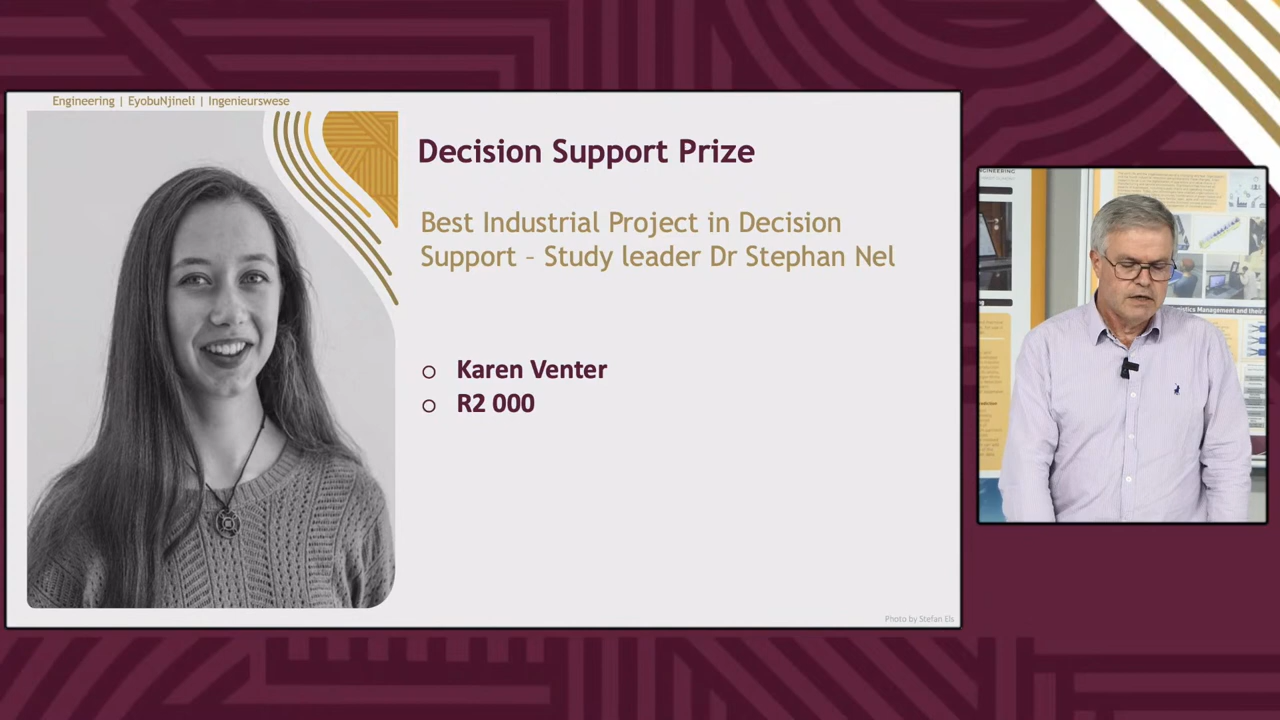 Engineering | EyobuNjineli | Ingenieurswese
Decision Support Prize
Best Industrial Project in Decision
Support – Study leader Dr Stephan Nel
o Karen Venter
o R2 000
Photo by Stefan Els